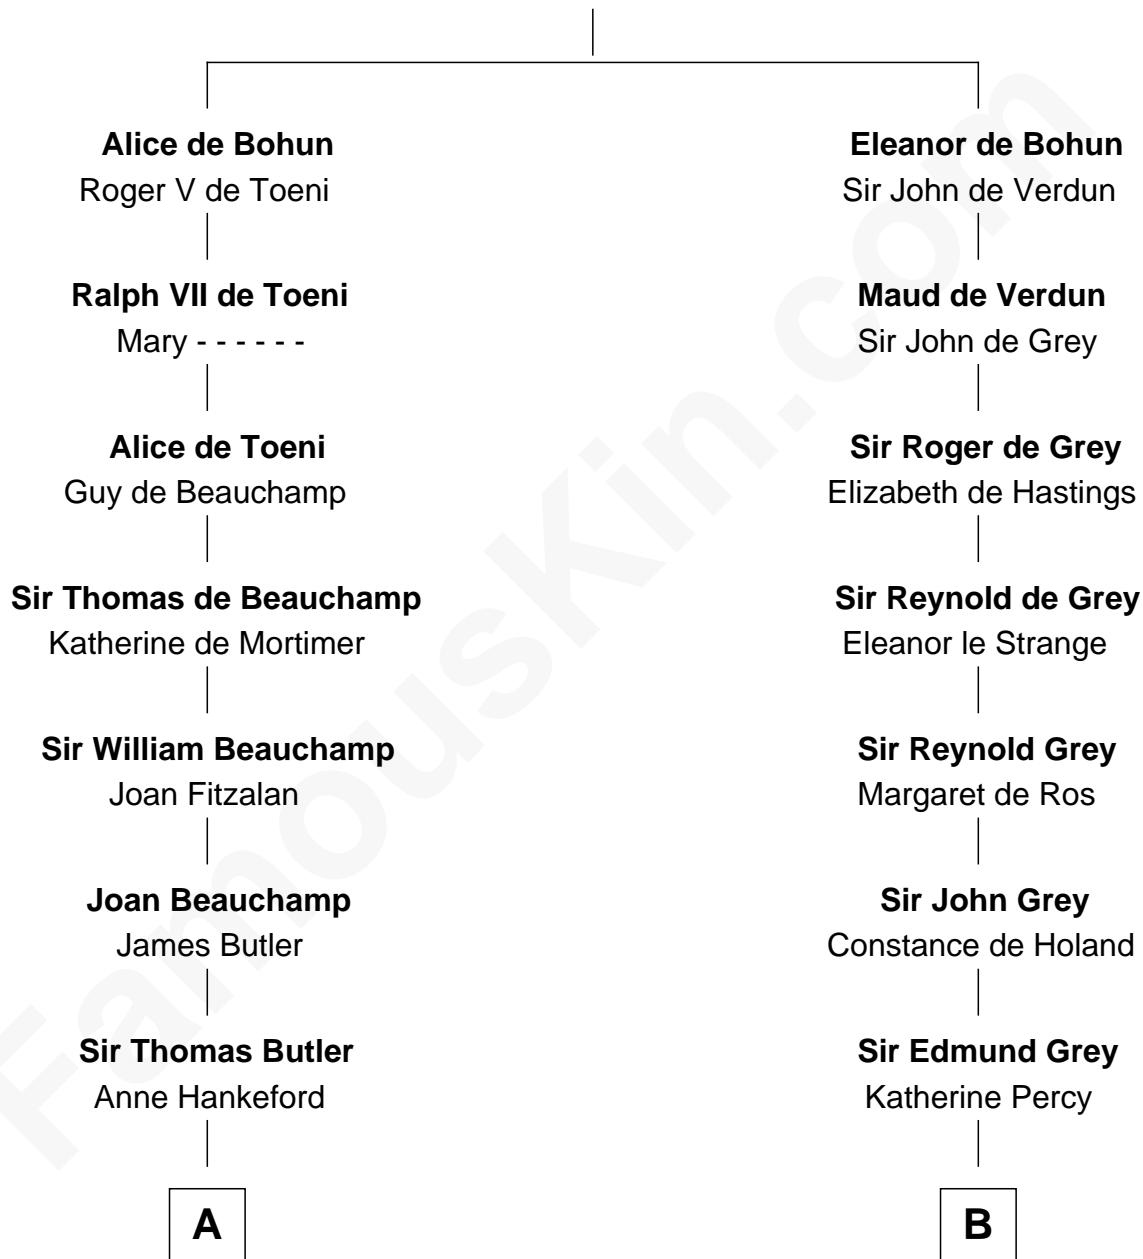 Alice de Bohun
Roger V de Toeni
Ralph VII de Toeni
Mary - - - - - -
Alice de Toeni
Guy de Beauchamp
Sir Thomas de Beauchamp
Katherine de Mortimer
Sir William Beauchamp
Joan Fitzalan
Joan Beauchamp
James Butler
Sir Thomas Butler
Anne Hankeford
A
Eleanor de Bohun
Sir John de Verdun
Maud de Verdun
Sir John de Grey
Sir Roger de Grey
Elizabeth de Hastings
Sir Reynold de Grey
Eleanor le Strange
Sir Reynold Grey
Margaret de Ros
Sir John Grey
Constance de Holand
Sir Edmund Grey
Katherine Percy
B
FamousKin.com